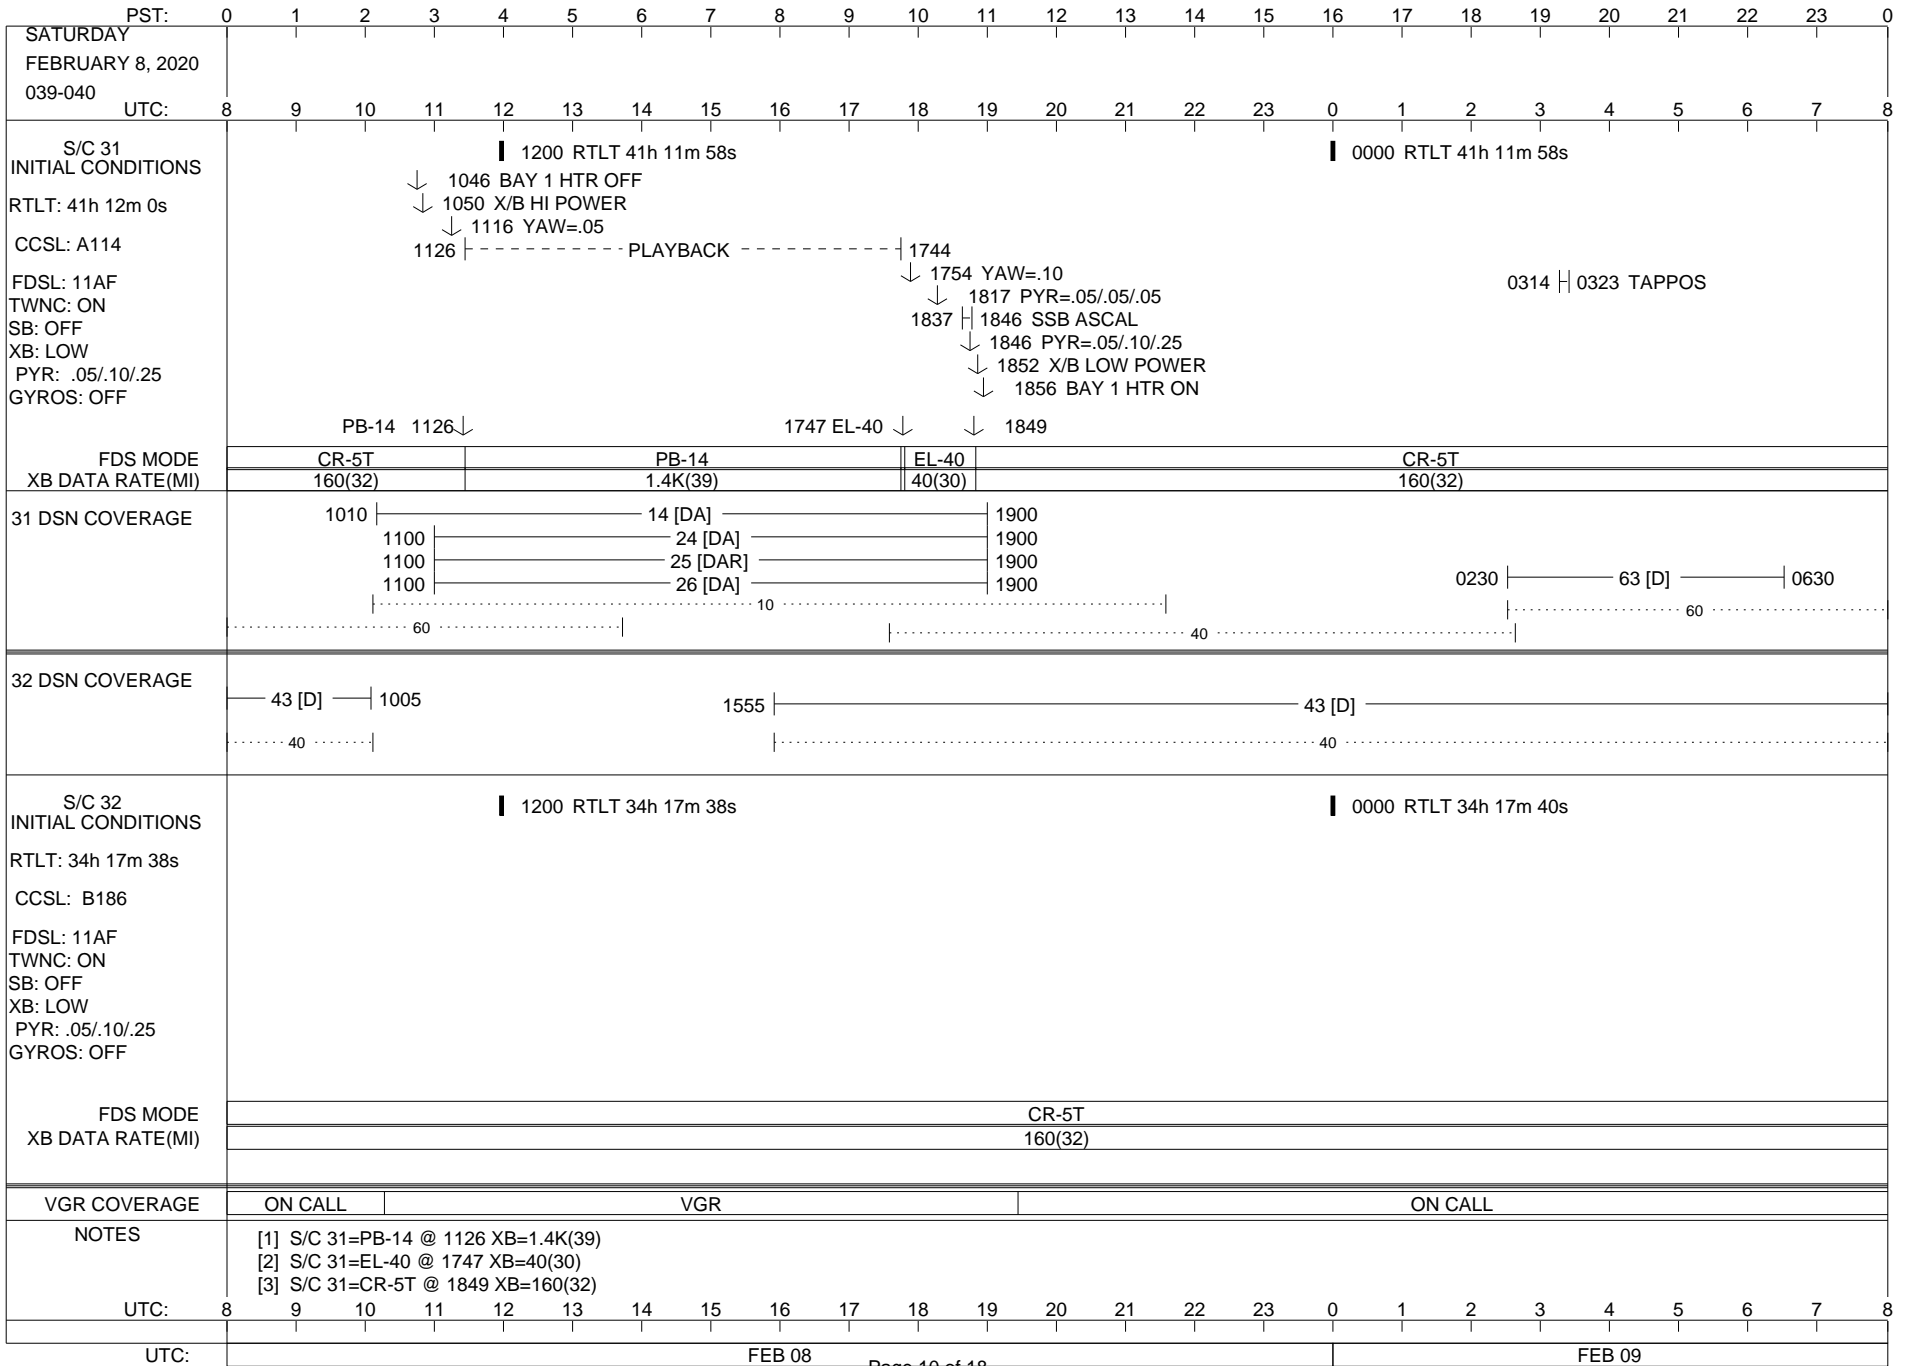 PST: 0 1 2 3 4 5 6 7 8 9 10 11 12 13 14 15 16 17 18 19 20 21 22 23 0
SATURDAY
FEBRUARY 8, 2020
039-040
UTC: 8 9 10 11 12 13 14 15 16 17 18 19 20 21 22 23 0 1 2 3 4 5 6 7 8
S/C 31
INITIAL CONDITIONS
RTLT: 41h 12m 0s
CCSL: A114
FDSL: 11AF
TWNC: ON
SB: OFF
XB: LOW
PYR: .05/.10/.25
GYROS: OFF
1200 RTLT 41h 11m 58s
0000 RTLT 41h 11m 58s
1046 BAY 1 HTR OFF
1050 X/B HI POWER
1116 YAW=.05
1126 PLAYBACK 1744
1754 YAW=.10
0314 0323 TAPPOS
1817 PYR=.05/.05/.05
1837 1846 SSB ASCAL
1846 PYR=.05/.10/.25
1852 X/B LOW POWER
1856 BAY 1 HTR ON
PB-14 1126 1747 EL-40 1849
FDS MODE CR-5T PB-14 EL-40 CR-5T
XB DATA RATE(MI) 160(32) 1.4K(39) 40(30) 160(32)
31 DSN COVERAGE
1010 14 [DA] 1900
1100 24 [DA] 1900
1100 25 [DAR] 1900
1100 26 [DA] 1900
0230 63 [D] 0630
10
60
60
40
32 DSN COVERAGE
43 [D] 1005
1555 43 [D]
40
40
S/C 32
INITIAL CONDITIONS
RTLT: 34h 17m 38s
CCSL: B186
FDSL: 11AF
TWNC: ON
SB: OFF
XB: LOW
PYR: .05/.10/.25
GYROS: OFF
1200 RTLT 34h 17m 38s
0000 RTLT 34h 17m 40s
FDS MODE CR-5T
XB DATA RATE(MI) 160(32)
VGR COVERAGE ON CALL VGR ON CALL
NOTES
[1] S/C 31=PB-14 @ 1126 XB=1.4K(39)
[2] S/C 31=EL-40 @ 1747 XB=40(30)
[3] S/C 31=CR-5T @ 1849 XB=160(32)
UTC: 8 9 10 11 12 13 14 15 16 17 18 19 20 21 22 23 0 1 2 3 4 5 6 7 8
UTC: FEB 08 FEB 09
Page 10 of 18